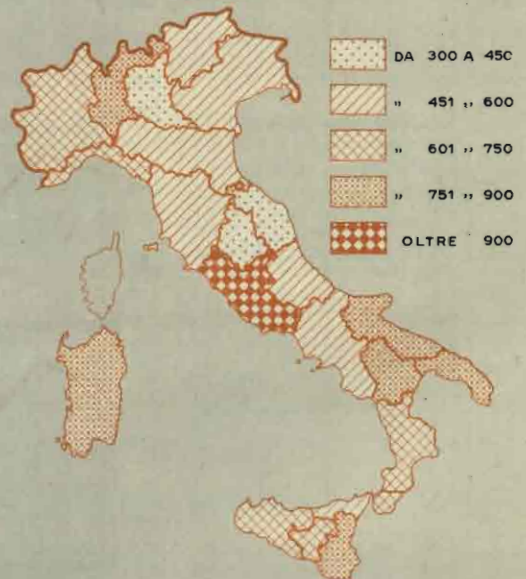 DA 300 A 450
„ 451 „ 600
„ 601 „ 750
„ 751 „ 900
OLTRE 900